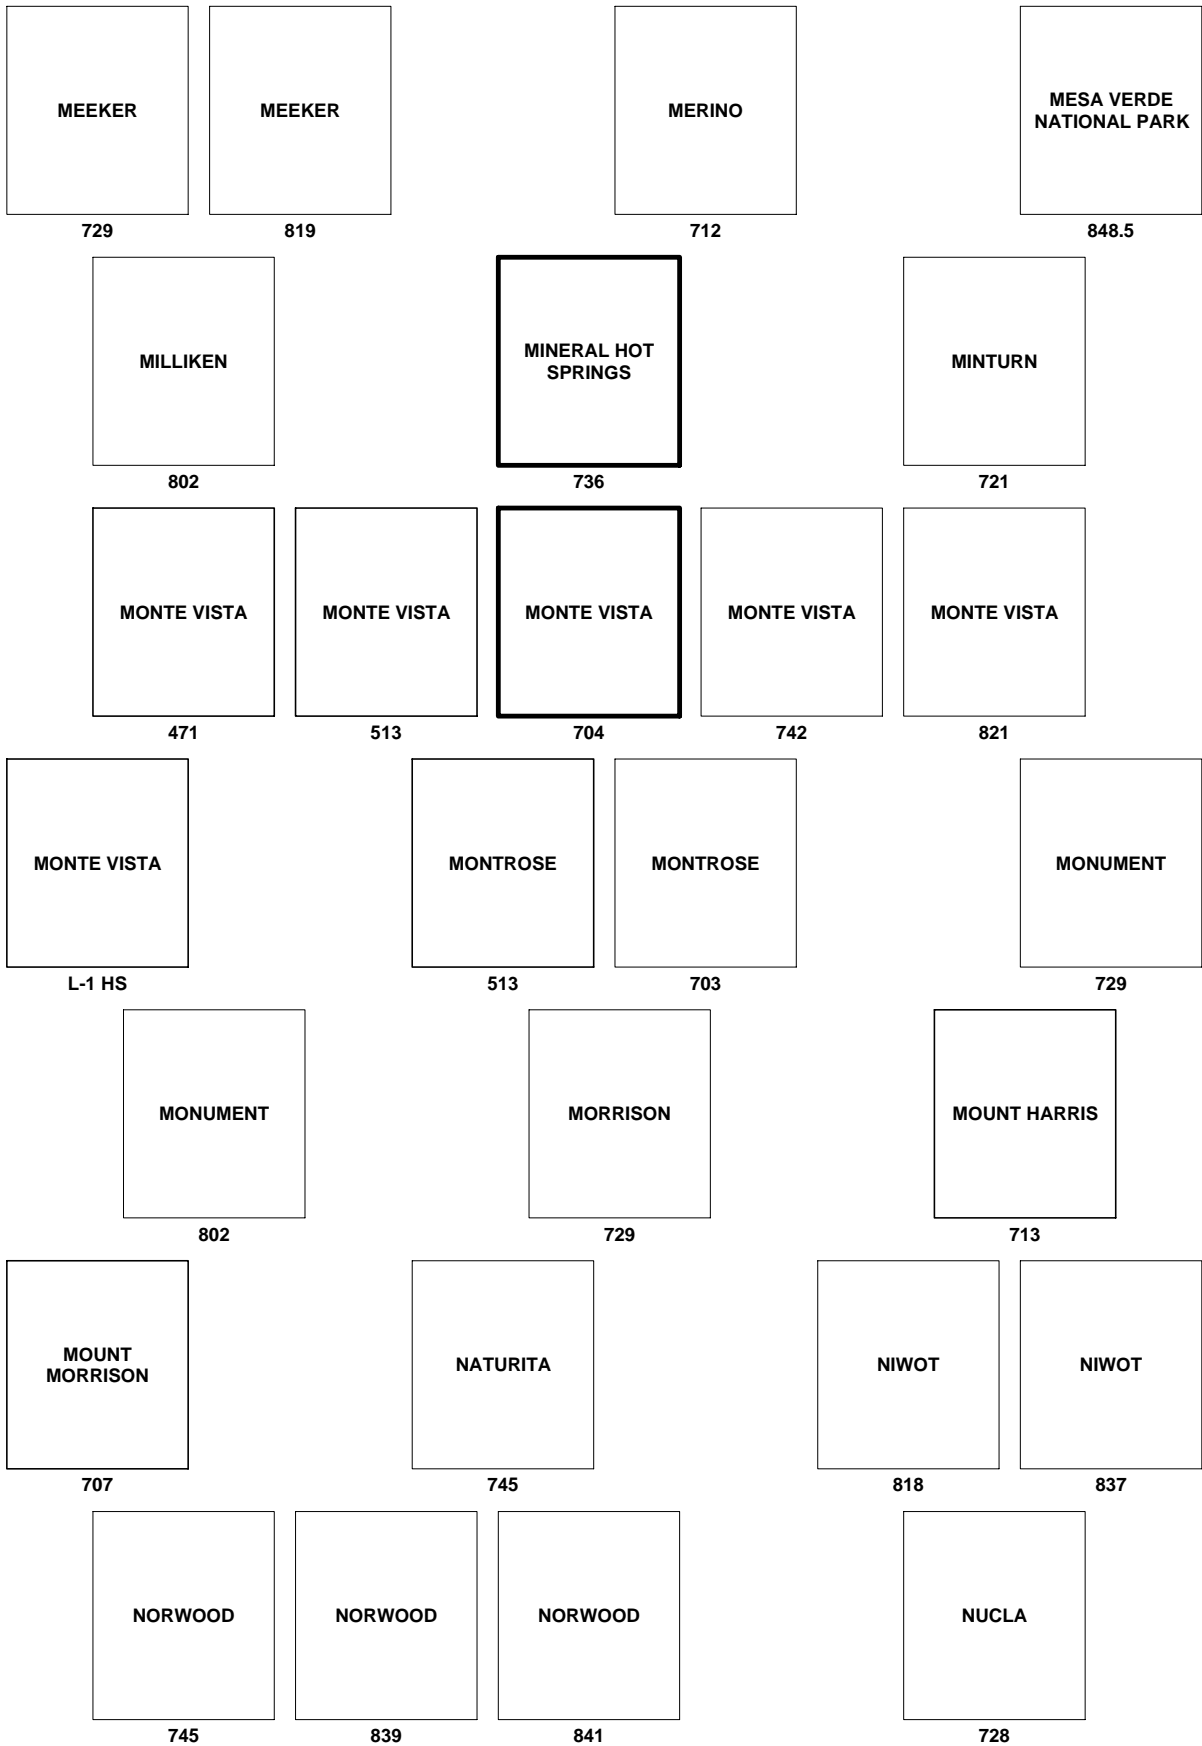 MEEKER
MEEKER
MERINO
MESA VERDE
NATIONAL PARK
729
819
712
848.5
MILLIKEN
MINERAL HOT
SPRINGS
MINTURN
802
736
721
MONTE VISTA
MONTE VISTA
MONTE VISTA
MONTE VISTA
MONTE VISTA
471
513
704
742
821
MONTE VISTA
MONTROSE
MONTROSE
MONUMENT
L-1 HS
513
703
729
MONUMENT
MORRISON
MOUNT HARRIS
802
729
713
MOUNT
MORRISON
NATURITA
NIWOT
NIWOT
707
745
818
837
NORWOOD
NORWOOD
NORWOOD
NUCLA
745
839
841
728